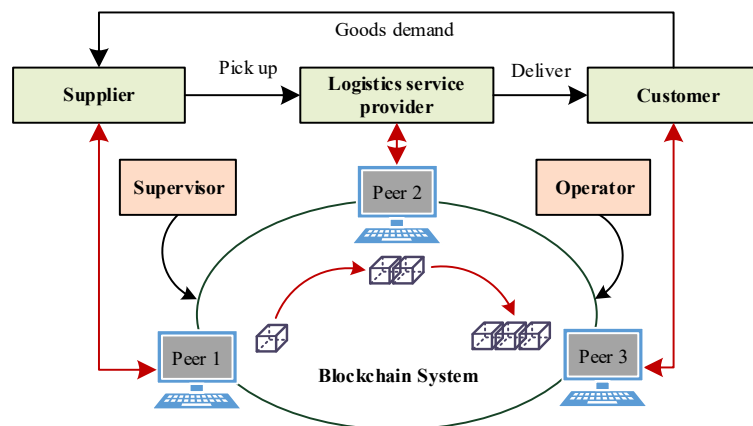 Goods demand
Pick up
Deliver
Supplier
Logistics service
provider
Customer
Supervisor
Operator
Peer 2
Peer 1
Peer 3
Blockchain System